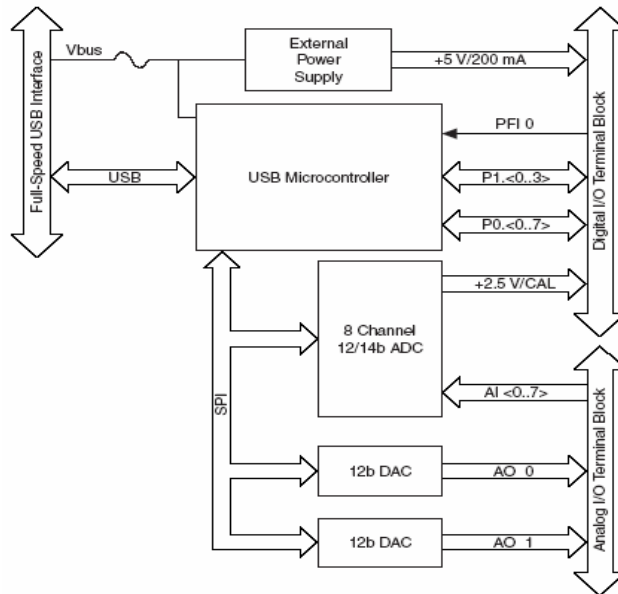 Vbus
External
Power
Supply
+5 V/200 mA
Full-Speed USB Interface
USB
USB Microcontroller
PFI 0
P1.<0..3>
P0.<0..7>
Digital I/O Terminal Block
8 Channel
12/14b ADC
+2.5 V/CAL
AI <0..7>
SPI
12b DAC
AO 0
12b DAC
AO 1
Analog I/O Terminal Block